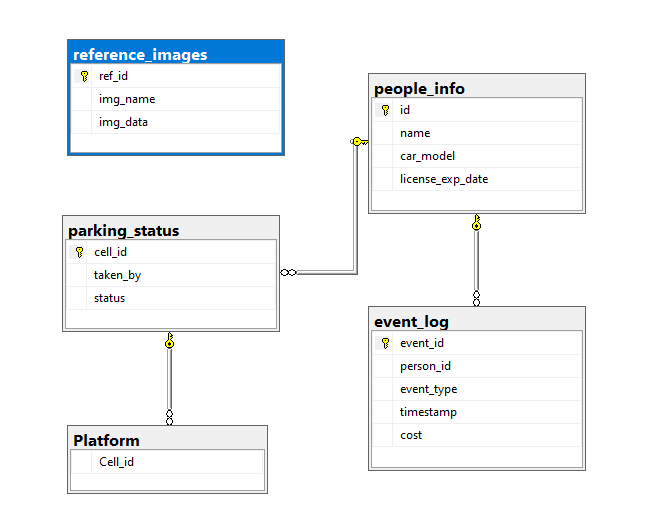 reference_images
ref_id
img_name
img_data
people_info
id
name
car_model
license_exp_date
parking_status
cell_id
taken_by
status
event_log
event_id
person_id
event_type
timestamp
cost
Platform
Cell_id